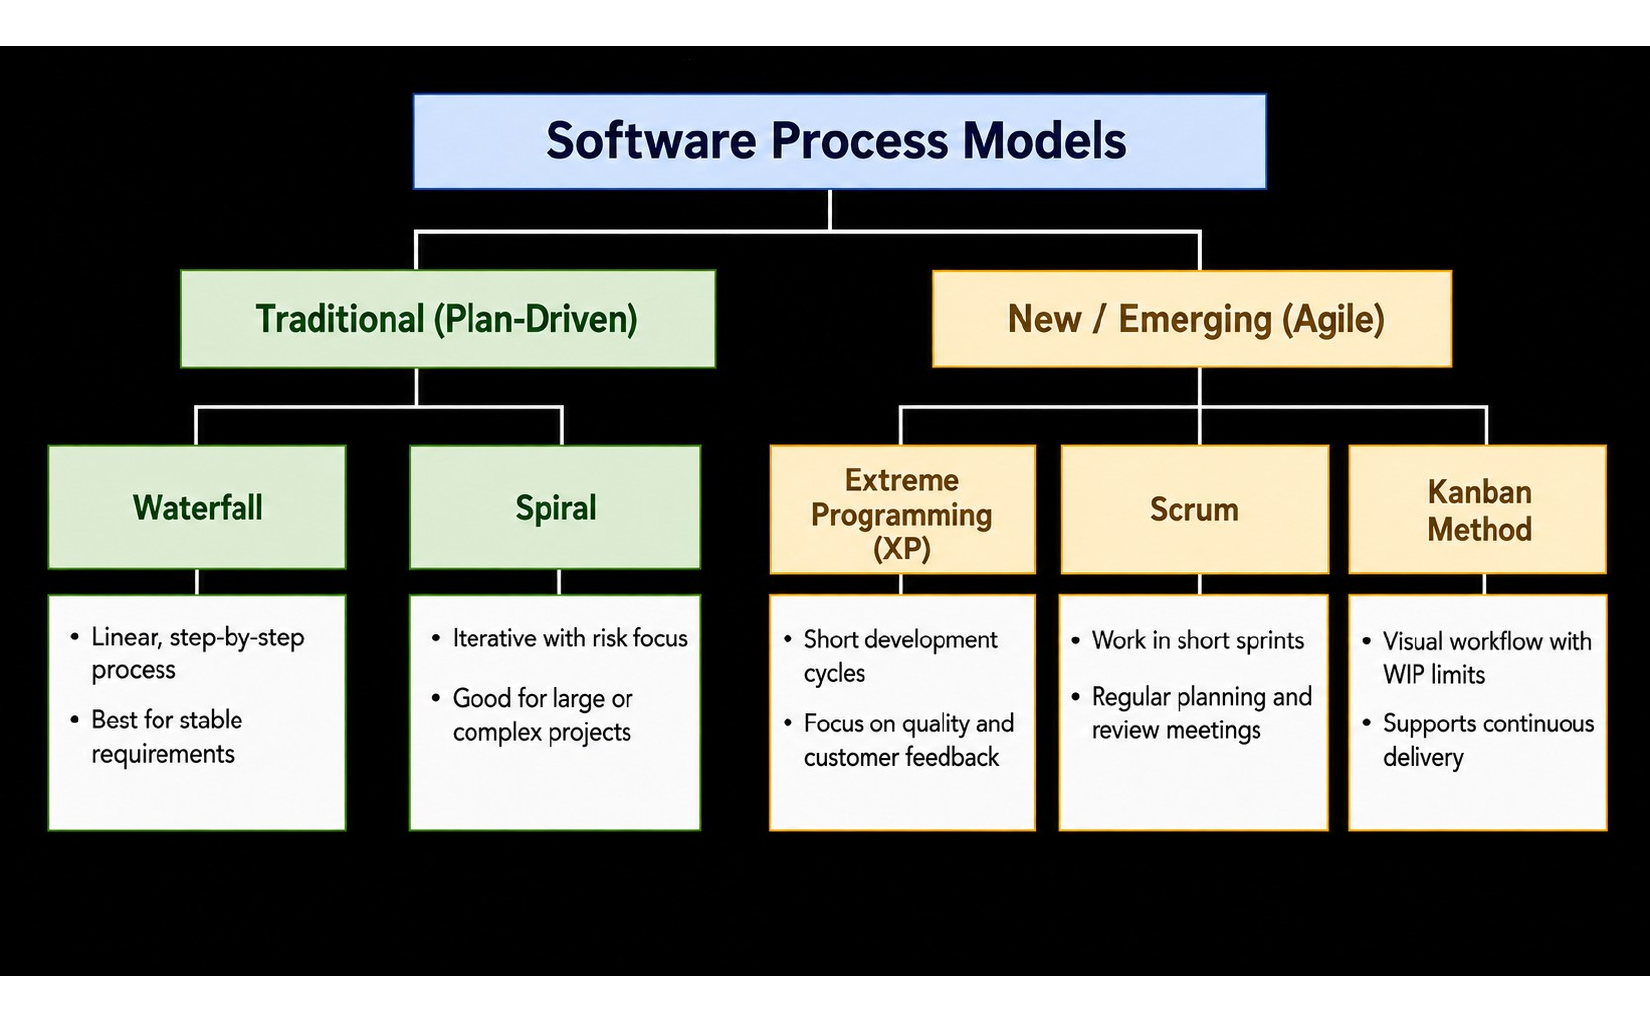 Software Process Models
Traditional (Plan-Driven)
New / Emerging (Agile)
Waterfall
Spiral
Extreme
Programming
(XP)
Scrum
Kanban
Method
• Linear, step-by-step
process
• Best for stable
requirements
• Iterative with risk focus
• Good for large or
complex projects
• Short development
cycles
• Focus on quality and
customer feedback
• Work in short sprints
• Regular planning and
review meetings
• Visual workflow with
WIP limits
• Supports continuous
delivery